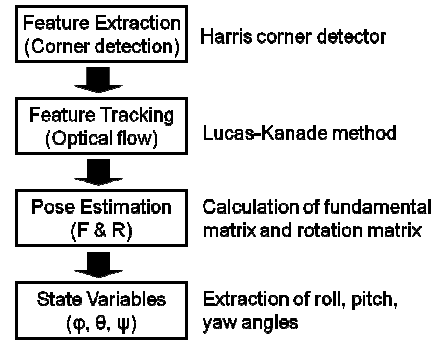 Feature Extraction
(Corner detection)
Harris corner detector
Feature Tracking
(Optical flow)
Lucas-Kanade method
Pose Estimation
(F & R)
Calculation of fundamental
matrix and rotation matrix
State Variables
(φ, θ, ψ)
Extraction of roll, pitch,
yaw angles